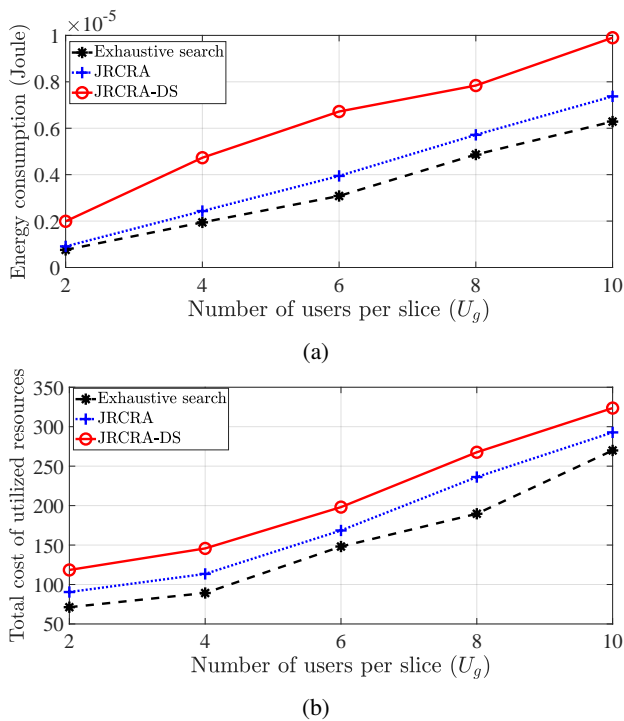 ×10^-5
1
0.8
0.6
0.4
0.2
0
Energy consumption (Joule)
Exhaustive search
JRCRA
JRCRA-DS
2 4 6 8 10
Number of users per slice (U_g)
(a)
350
300
250
200
150
100
50
Total cost of utilized resources
Exhaustive search
JRCRA
JRCRA-DS
2 4 6 8 10
Number of users per slice (U_g)
(b)